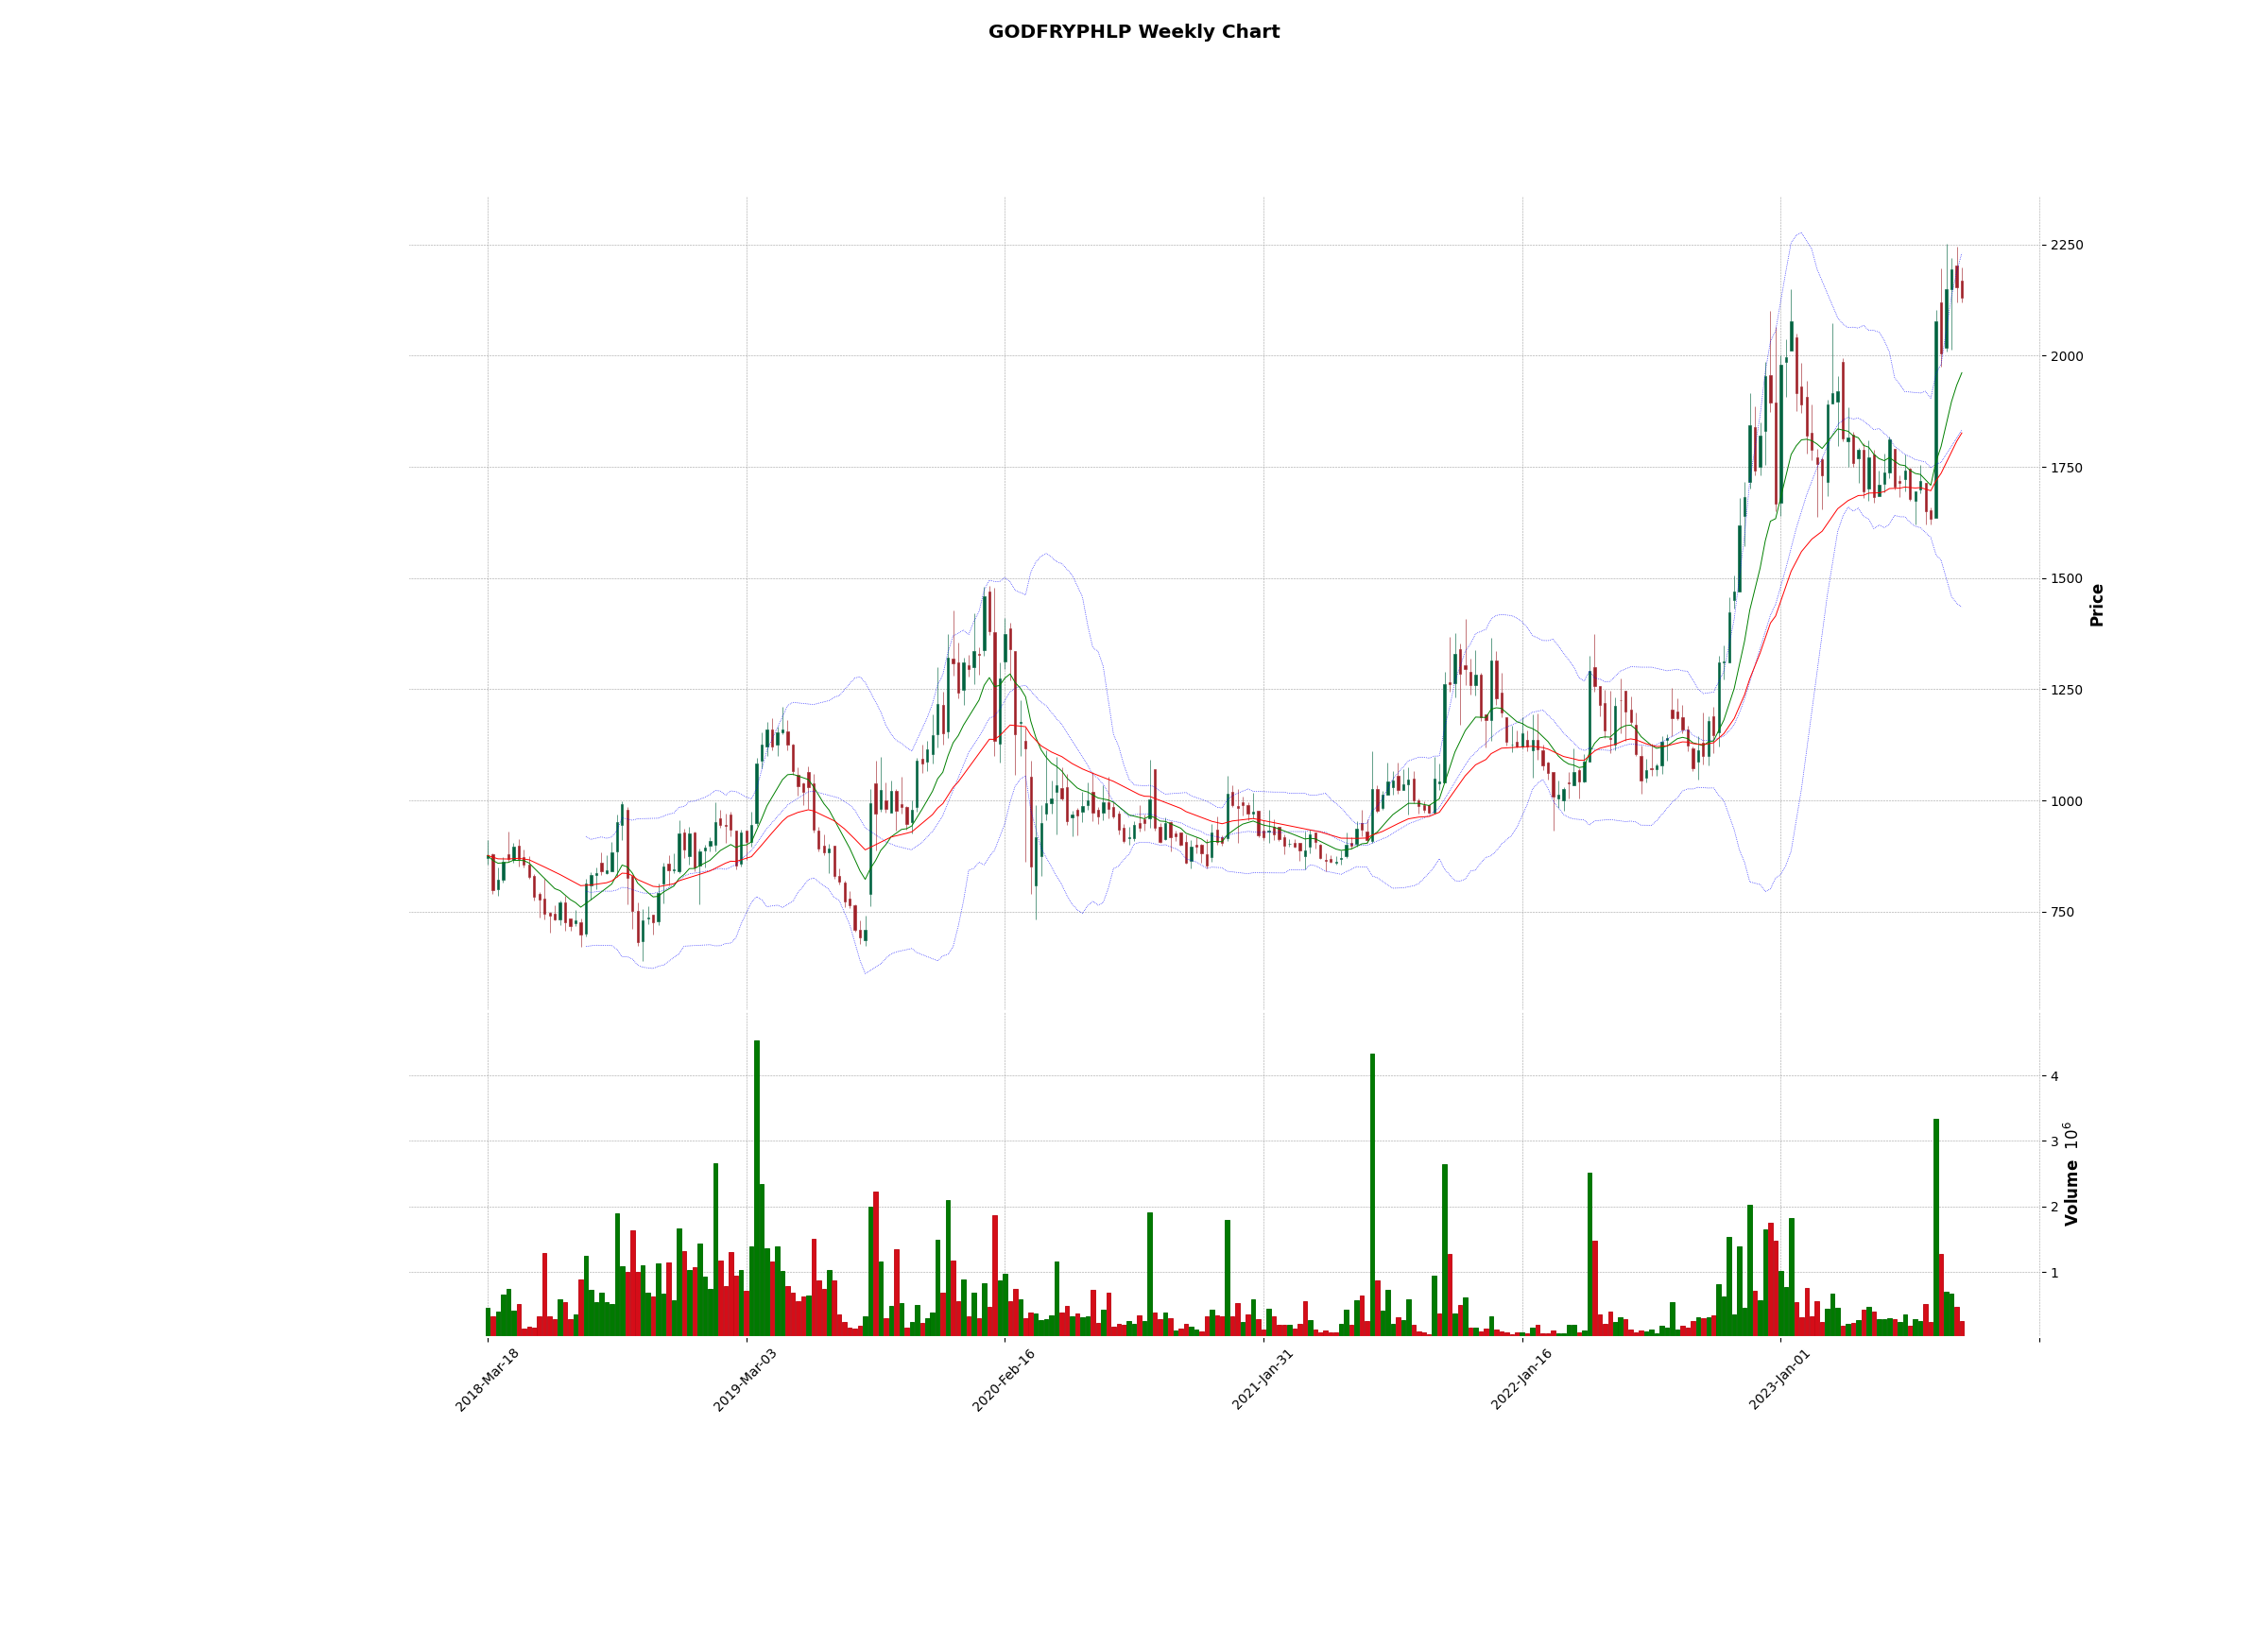 GODFRYPHLP Weekly Chart
2250
2000
1750
1500
1250
1000
750
Price
4
3
2
1
Volume 10^6
2018-Mar-18
2019-Mar-03
2020-Feb-16
2021-Jan-31
2022-Jan-16
2023-Jan-01